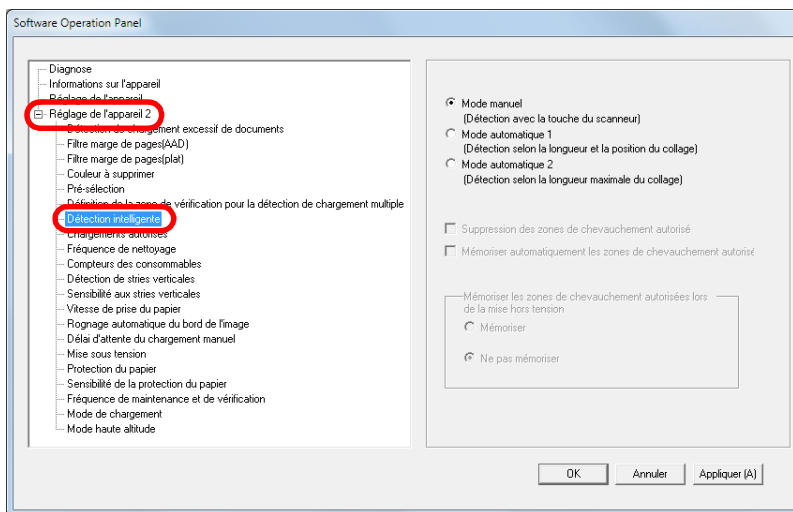 Software Operation Panel
Diagnose
Informations sur l'appareil
Réglage de l'appareil
Réglage de l'appareil 2
Détection de chargement excessif de documents
Filtre marge de pages(AAD)
Filtre marge de pages(plat)
Couleur à supprimer
Pré-sélection
Définition de la zone de vérification pour la détection de chargement multiple
Détection intelligente
Chargements autorisés
Fréquence de nettoyage
Compteurs des consommables
Détection de stries verticales
Sensibilité aux stries verticales
Vitesse de prise du papier
Rognage automatique du bord de l'image
Délai d'attente du chargement manuel
Mise sous tension
Protection du papier
Sensibilité de la protection du papier
Fréquence de maintenance et de vérification
Mode de chargement
Mode haute altitude
Mode manuel
(Détection avec la touche du scanneur)
Mode automatique 1
(Détection selon la longueur et la position du collage)
Mode automatique 2
(Détection selon la longueur maximale du collage)
Suppression des zones de chevauchement autorisé
Mémoriser automatiquement les zones de chevauchement autorisé
Mémoriser les zones de chevauchement autorisées lors
de la mise hors tension
Mémoriser
Ne pas mémoriser
OK
Annuler
Appliquer (A)